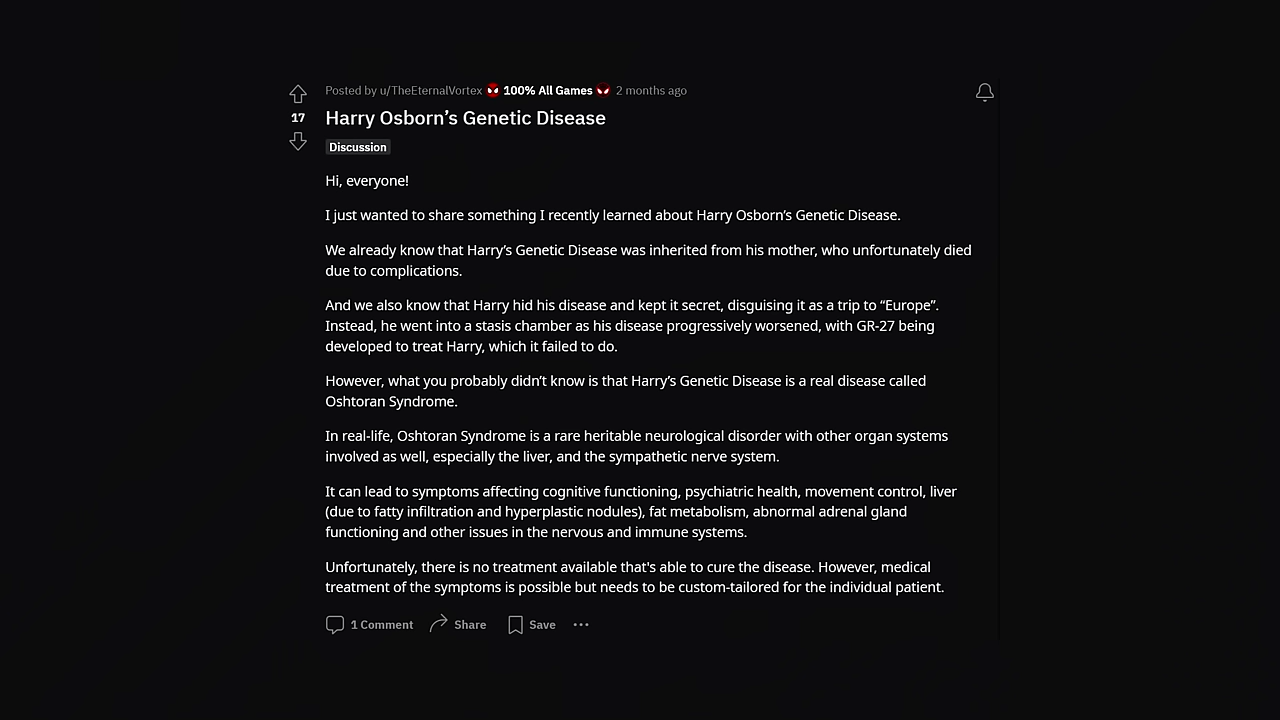 Posted by u/TheEternalVortex 100% All Games 2 months ago
17
Harry Osborn’s Genetic Disease
Discussion
Hi, everyone!
I just wanted to share something I recently learned about Harry Osborn’s Genetic Disease.
We already know that Harry’s Genetic Disease was inherited from his mother, who unfortunately died
due to complications.
And we also know that Harry hid his disease and kept it secret, disguising it as a trip to “Europe”.
Instead, he went into a stasis chamber as his disease progressively worsened, with GR-27 being
developed to treat Harry, which it failed to do.
However, what you probably didn’t know is that Harry’s Genetic Disease is a real disease called
Oshtoran Syndrome.
In real-life, Oshtoran Syndrome is a rare heritable neurological disorder with other organ systems
involved as well, especially the liver, and the sympathetic nerve system.
It can lead to symptoms affecting cognitive functioning, psychiatric health, movement control, liver
(due to fatty infiltration and hyperplastic nodules), fat metabolism, abnormal adrenal gland
functioning and other issues in the nervous and immune systems.
Unfortunately, there is no treatment available that's able to cure the disease. However, medical
treatment of the symptoms is possible but needs to be custom-tailored for the individual patient.
1 Comment Share Save